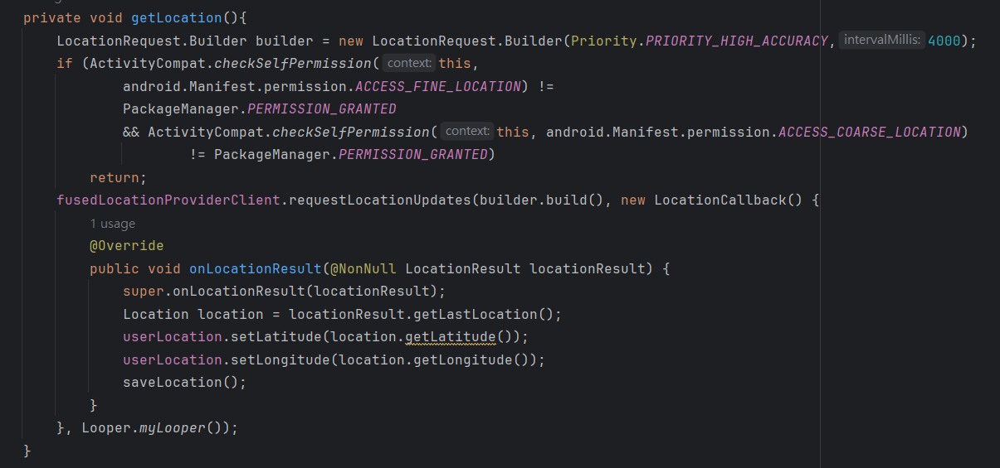 private void getLocation(){
LocationRequest.Builder builder = new LocationRequest.Builder(Priority.PRIORITY_HIGH_ACCURACY, intervalMillis: 4000);
if (ActivityCompat.checkSelfPermission( context: this,
android.Manifest.permission.ACCESS_FINE_LOCATION) !=
PackageManager.PERMISSION_GRANTED
&& ActivityCompat.checkSelfPermission( context: this, android.Manifest.permission.ACCESS_COARSE_LOCATION)
!= PackageManager.PERMISSION_GRANTED)
return;
fusedLocationProviderClient.requestLocationUpdates(builder.build(), new LocationCallback() {
1 usage
@Override
public void onLocationResult(@NonNull LocationResult locationResult) {
super.onLocationResult(locationResult);
Location location = locationResult.getLastLocation();
userLocation.setLatitude(location.getLatitude());
userLocation.setLongitude(location.getLongitude());
saveLocation();
}
}, Looper.myLooper());
}